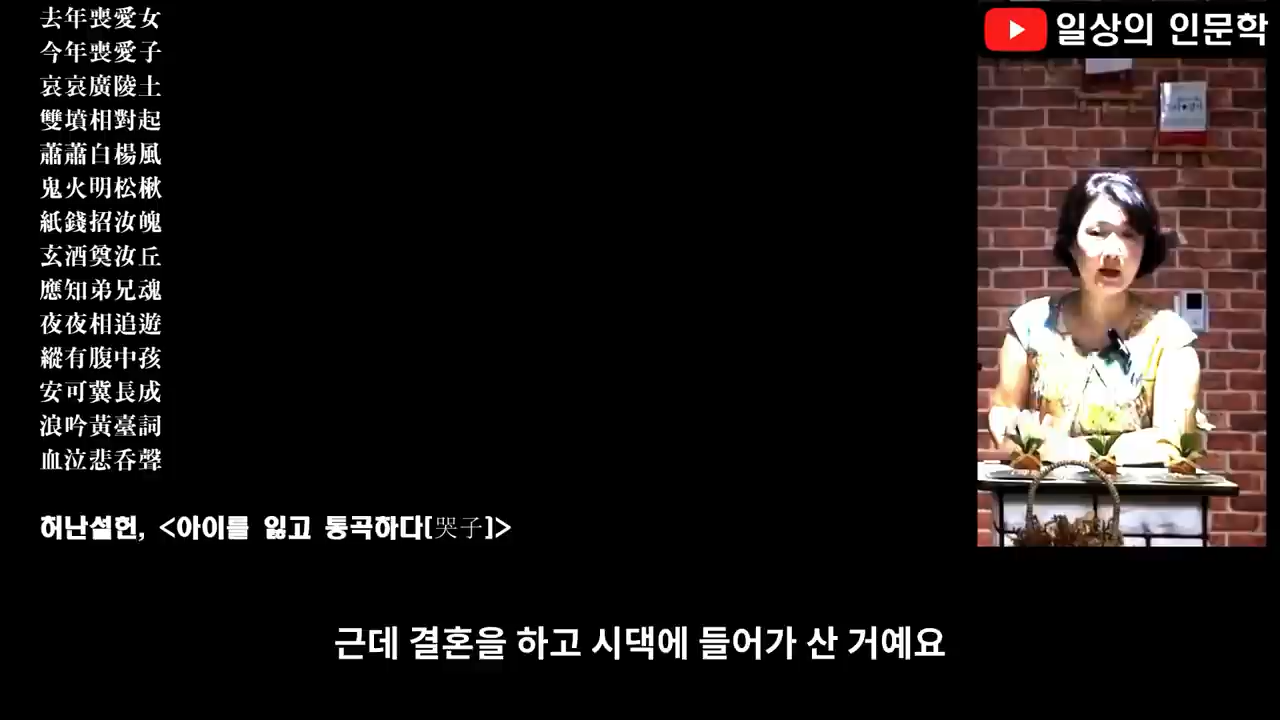 去年喪愛女
今年喪愛子
哀哀廣陵土
雙墳相對起
蕭蕭白楊風
鬼火明松楸
紙錢招汝魄
玄酒奠汝丘
應知弟兄魂
夜夜相追遊
縱有腹中孩
安可冀長成
浪吟黃臺詞
血泣悲呑聲
허난설헌, <아이를 잃고 통곡하다[哭子]>
일상의 인문학
근데 결혼을 하고 시댁에 들어가 산 거예요